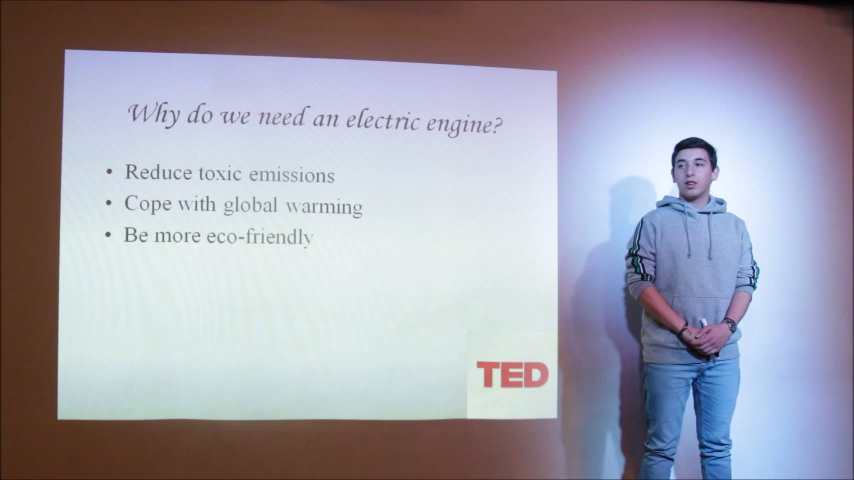 Why do we need an electric engine?
• Reduce toxic emissions
• Cope with global warming
• Be more eco-friendly
TED